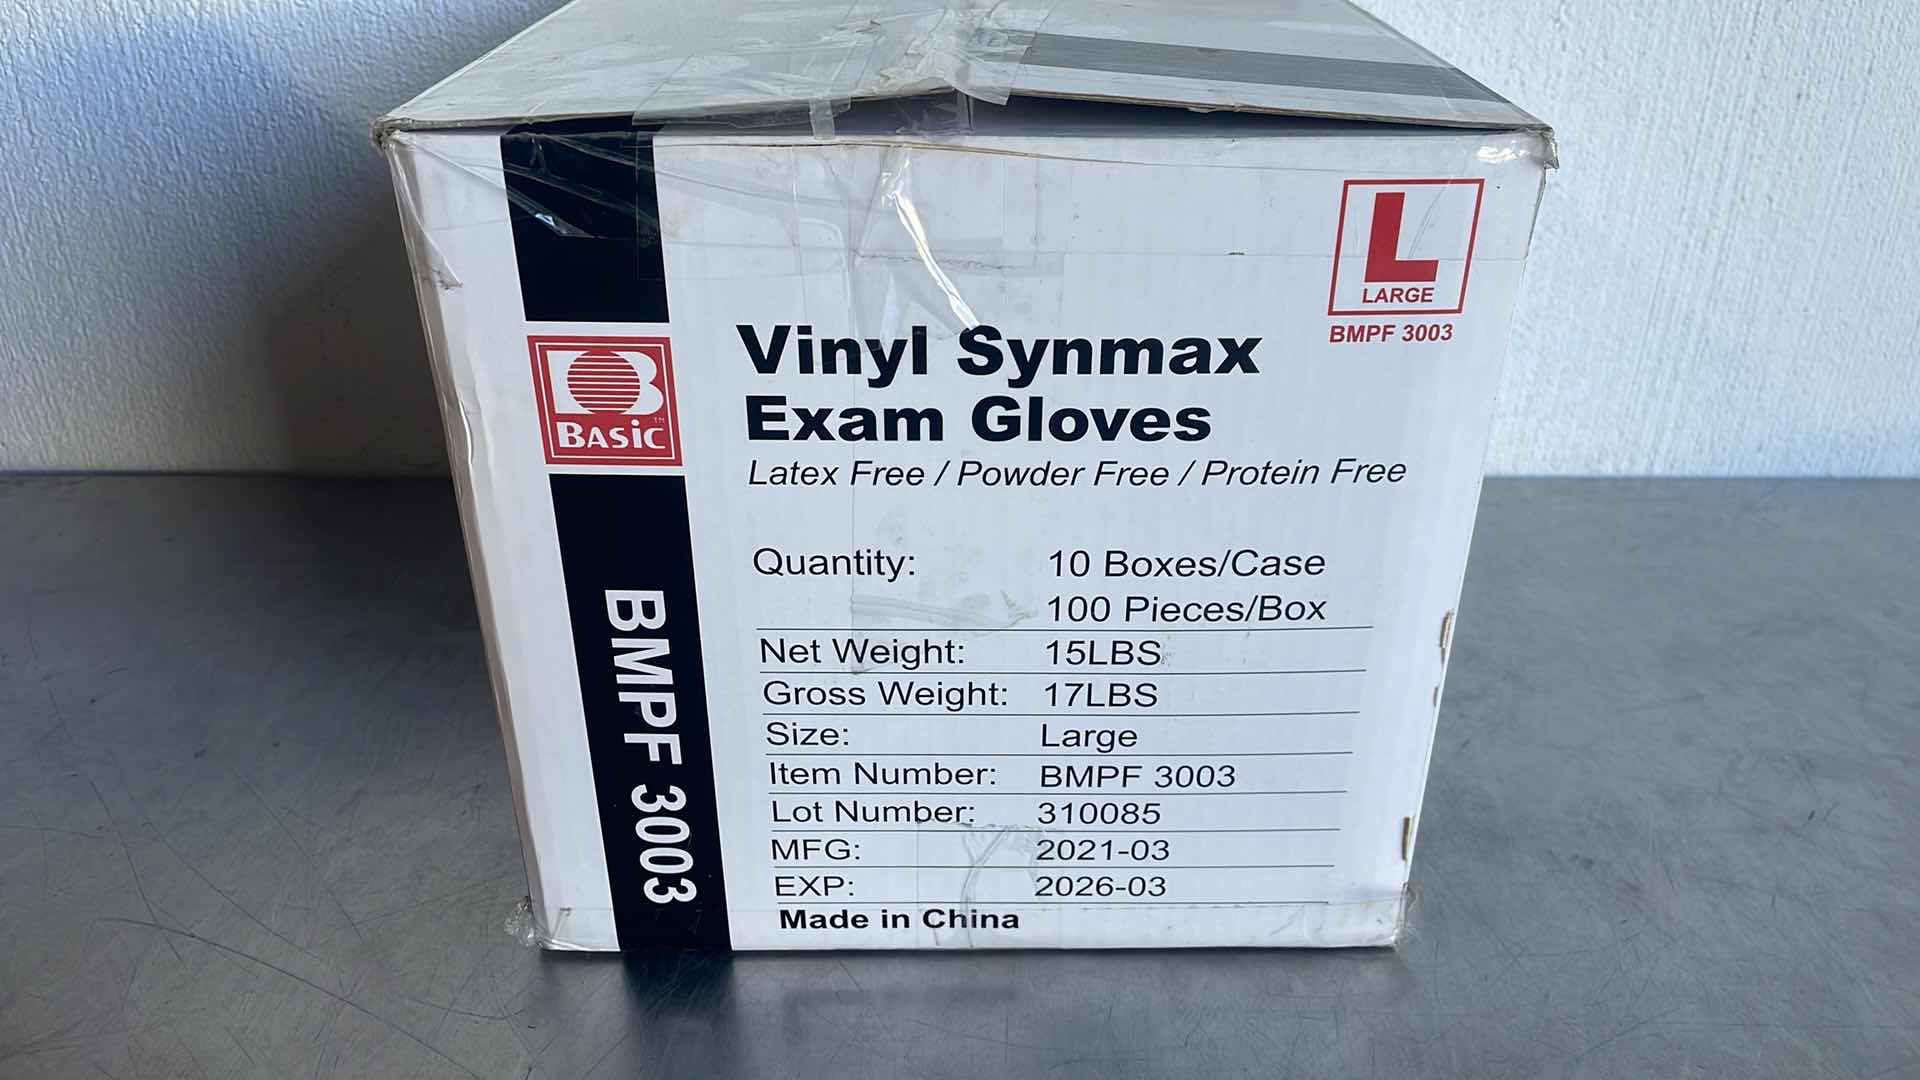 L
LARGE
BMPF 3003
B
BASiC™
BMPF 3003
Vinyl Synmax
Exam Gloves
Latex Free / Powder Free / Protein Free
Quantity: 10 Boxes/Case
100 Pieces/Box
Net Weight: 15LBS
Gross Weight: 17LBS
Size: Large
Item Number: BMPF 3003
Lot Number: 310085
MFG: 2021-03
EXP: 2026-03
Made in China